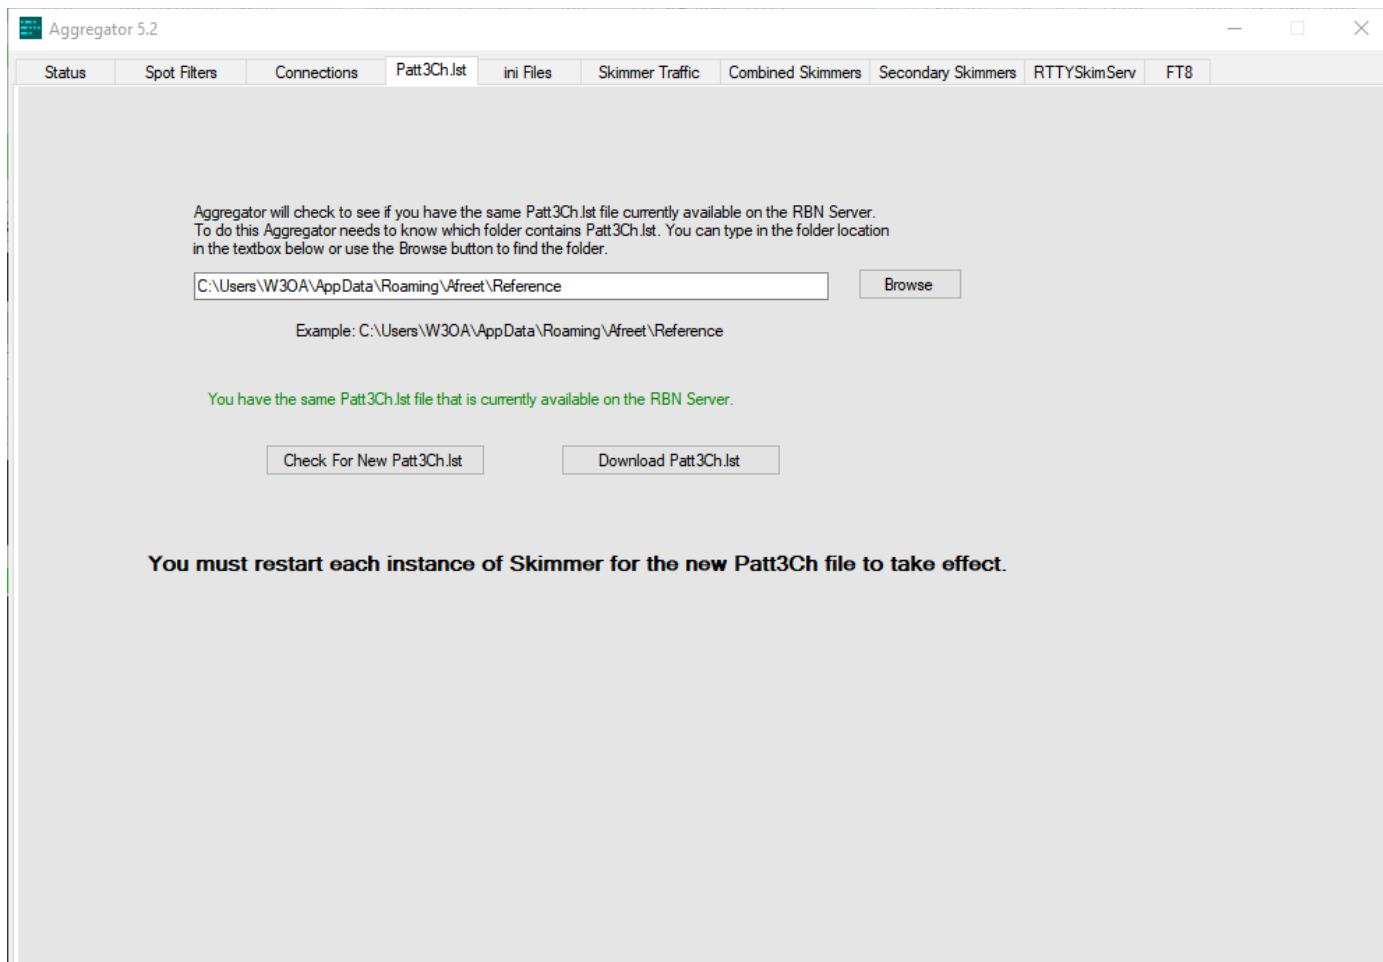 Aggregator 5.2
Status Spot Filters Connections Patt3Ch.lst ini Files Skimmer Traffic Combined Skimmers Secondary Skimmers RTTYSkimServ FT8
Aggregator will check to see if you have the same Patt3Ch.lst file currently available on the RBN Server.
To do this Aggregator needs to know which folder contains Patt3Ch.lst. You can type in the folder location
in the textbox below or use the Browse button to find the folder.
C:\Users\W3OA\AppData\Roaming\Afreet\Reference
Browse
Example: C:\Users\W3OA\AppData\Roaming\Afreet\Reference
You have the same Patt3Ch.lst file that is currently available on the RBN Server.
Check For New Patt3Ch.lst Download Patt3Ch.lst
You must restart each instance of Skimmer for the new Patt3Ch file to take effect.